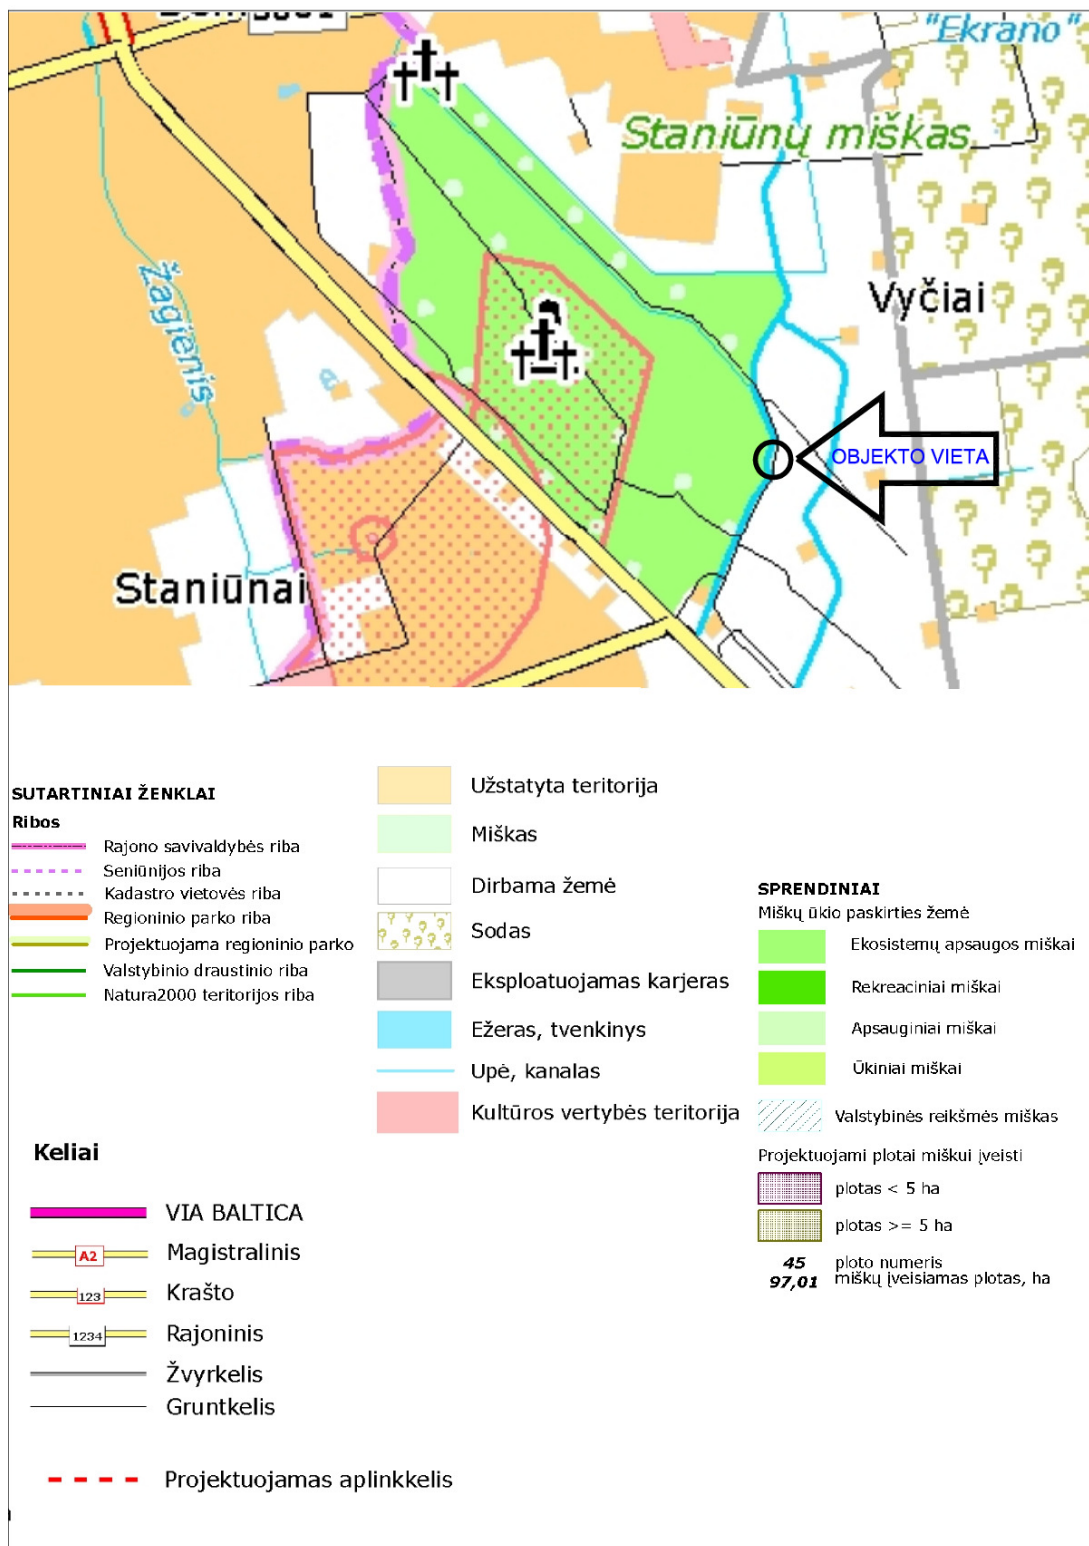 "Ekrano"
Staniūnų miškas
Žagienis
Vyčiai
OBJEKTO VIETA
Staniūnai
SUTARTINIAI ŽENKLAI
Ribos
Rajono savivaldybės riba
Seniūnijos riba
Kadastro vietovės riba
Regioninio parko riba
Projektuojama regioninio parko
Valstybinio draustinio riba
Natura2000 teritorijos riba
Užstatyta teritorija
Miškas
Dirbama žemė
Sodas
Eksploatuojamas karjeras
Ežeras, tvenkinys
Upė, kanalas
Kultūros vertybės teritorija
SPRENDINIAI
Miškų ūkio paskirties žemė
Ekosistemų apsaugos miškai
Rekreaciniai miškai
Apsauginiai miškai
Ūkiniai miškai
Valstybinės reikšmės miškas
Projektuojami plotai miškui įveisti
plotas < 5 ha
plotas >= 5 ha
45 ploto numeris
97,01 miškų įveisiamas plotas, ha
Keliai
VIA BALTICA
A2 Magistralinis
123 Krašto
1234 Rajoninis
Žvyrkelis
Gruntkelis
Projektuojamas aplinkkelis